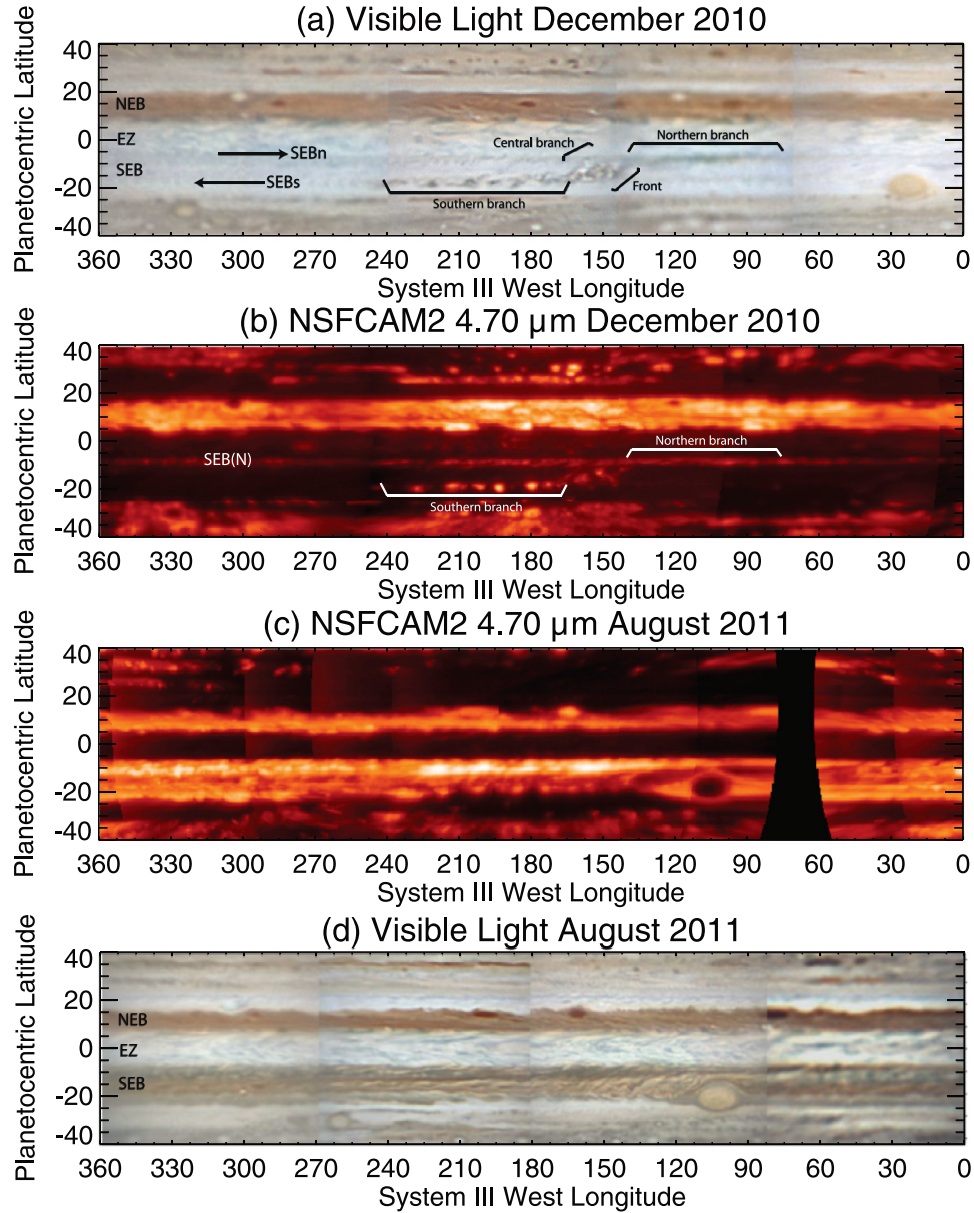 (a) Visible Light December 2010
Planetocentric Latitude
40
20
0
-20
-40
NEB
EZ
SEB
SEBn
SEBs
Central branch
Northern branch
Front
Southern branch
360 330 300 270 240 210 180 150 120 90 60 30 0
System III West Longitude
(b) NSFCAM2 4.70 µm December 2010
Planetocentric Latitude
40
20
0
-20
-40
SEB(N)
Northern branch
Southern branch
360 330 300 270 240 210 180 150 120 90 60 30 0
System III West Longitude
(c) NSFCAM2 4.70 µm August 2011
Planetocentric Latitude
40
20
0
-20
-40
360 330 300 270 240 210 180 150 120 90 60 30 0
System III West Longitude
(d) Visible Light August 2011
Planetocentric Latitude
40
20
0
-20
-40
NEB
EZ
SEB
360 330 300 270 240 210 180 150 120 90 60 30 0
System III West Longitude